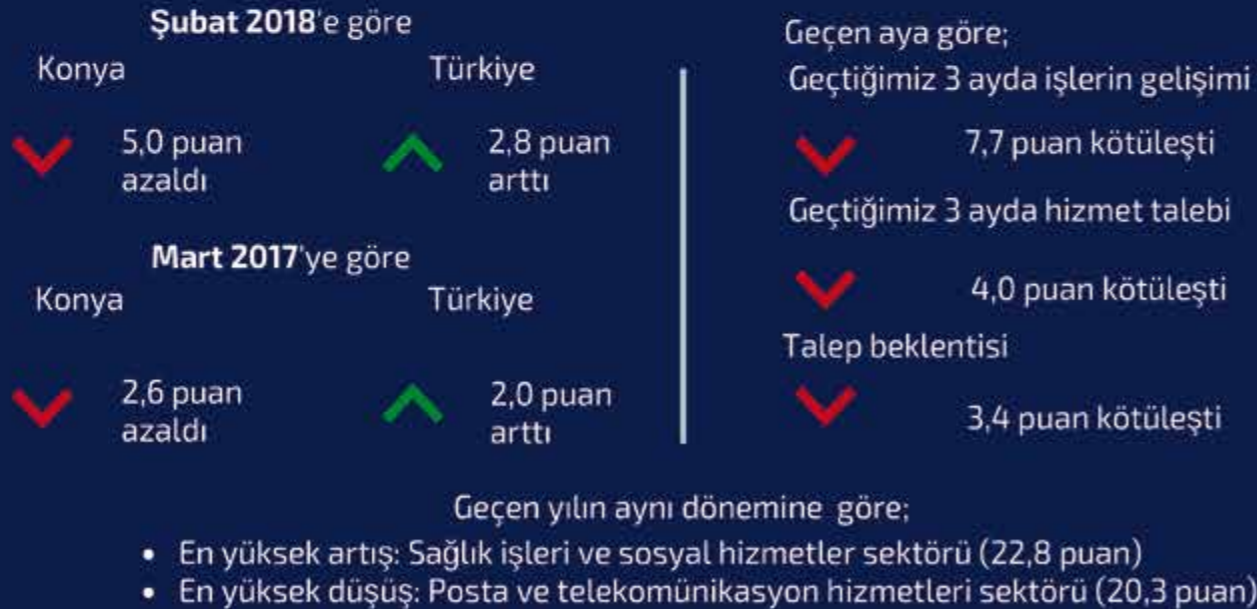 Şubat 2018'e göre
Konya Türkiye
5,0 puan azaldı
2,8 puan arttı
Mart 2017'ye göre
Konya Türkiye
2,6 puan azaldı
2,0 puan arttı
Geçen aya göre;
Geçtiğimiz 3 ayda işlerin gelişimi
7,7 puan kötüleşti
Geçtiğimiz 3 ayda hizmet talebi
4,0 puan kötüleşti
Talep beklentisi
3,4 puan kötüleşti
Geçen yılın aynı dönemine göre;
• En yüksek artış: Sağlık işleri ve sosyal hizmetler sektörü (22,8 puan)
• En yüksek düşüş: Posta ve telekomünikasyon hizmetleri sektörü (20,3 puan)